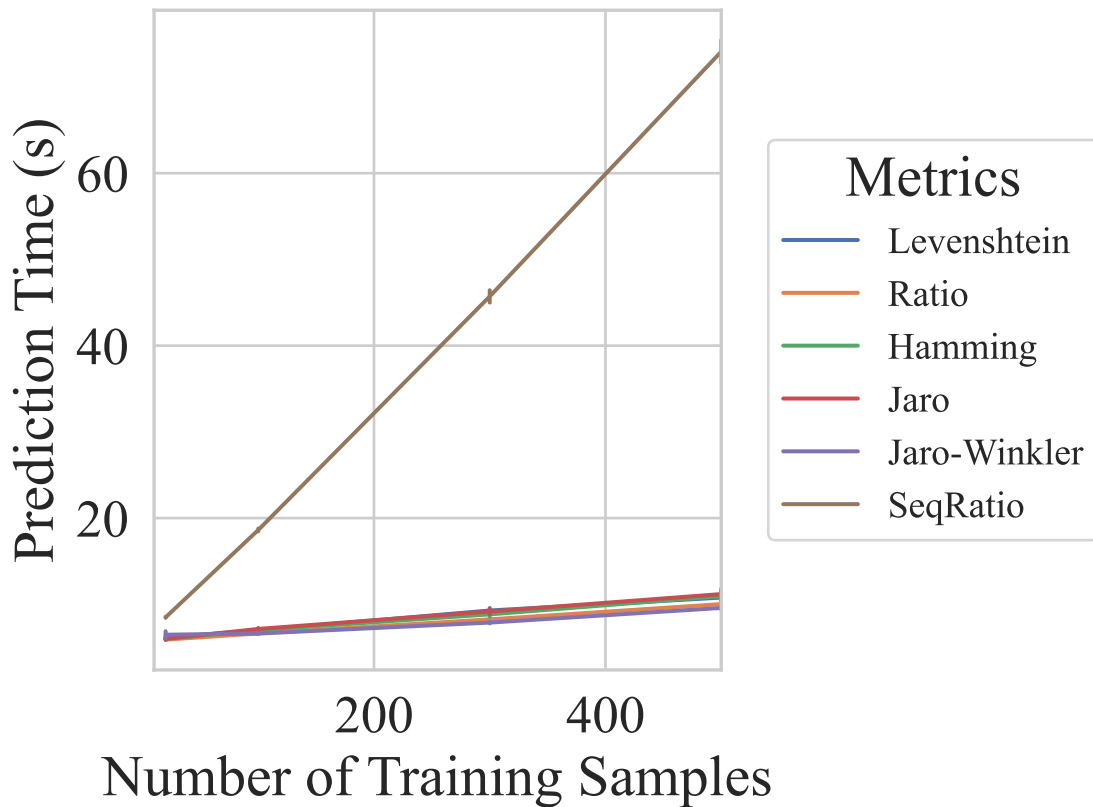 Prediction Time (s)
60
40
20
200
400
Number of Training Samples
Metrics
Levenshtein
Ratio
Hamming
Jaro
Jaro-Winkler
SeqRatio